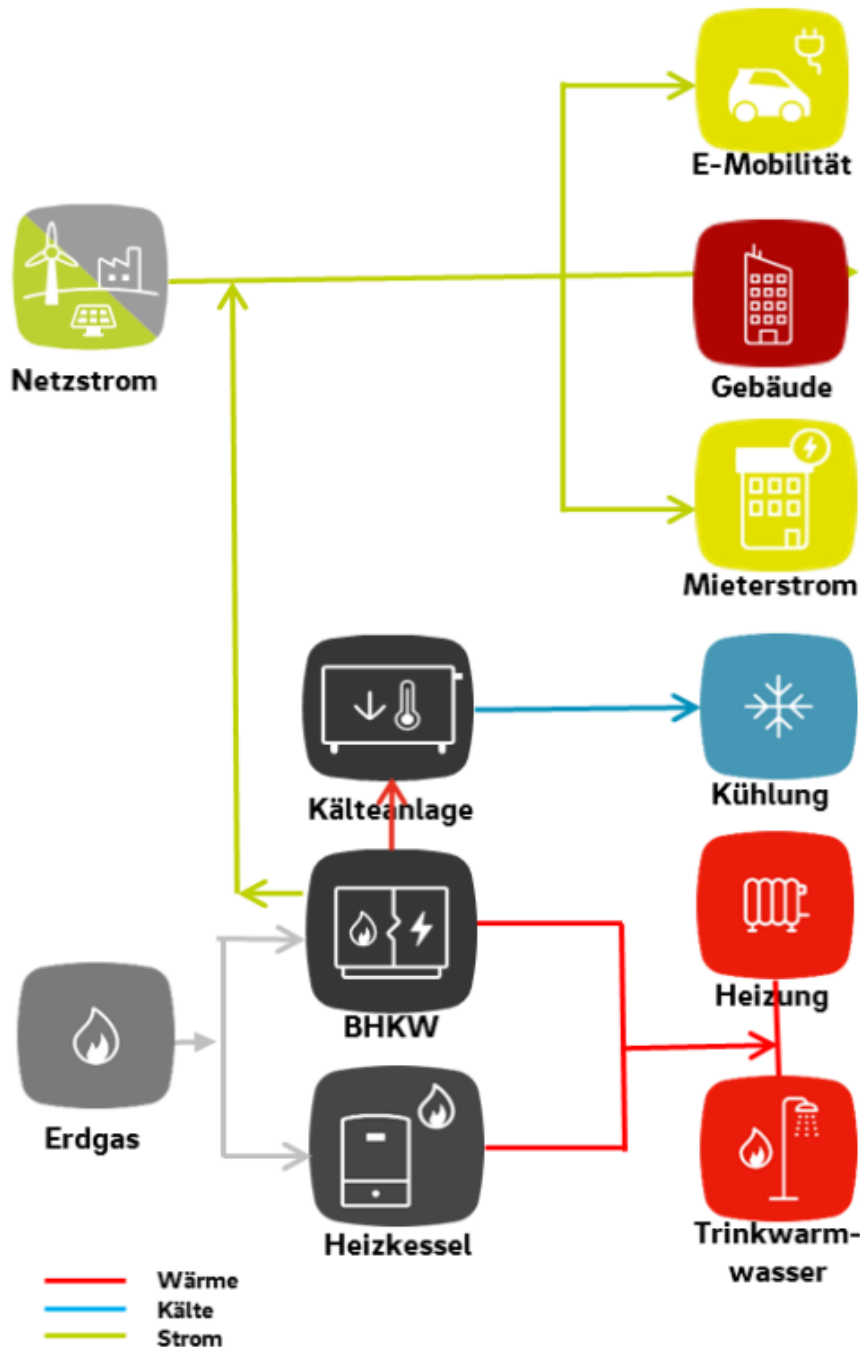 E-Mobilität
Netzstrom
Gebäude
Mieterstrom
Kälteanlage
Kühlung
BHKW
Heizung
Erdgas
Heizkessel
Trinkwarm-
wasser
Wärme
Kälte
Strom